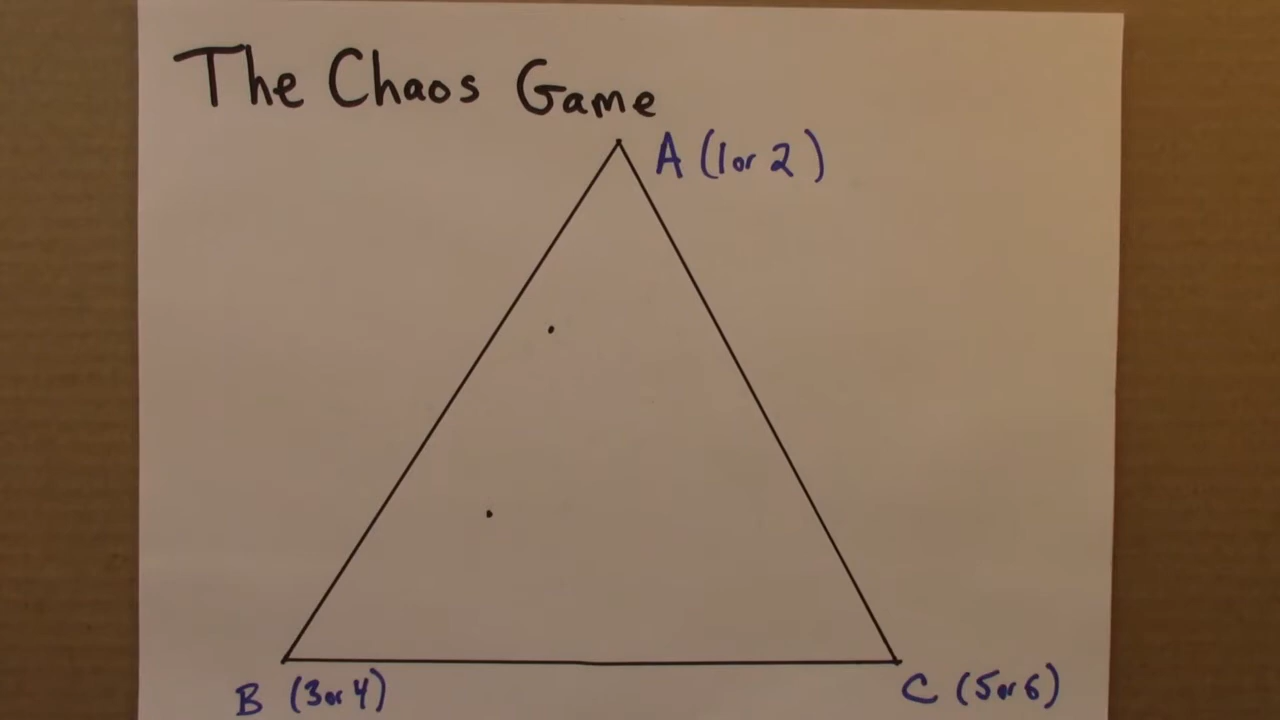 The Chaos Game
A (1 or 2)
B (3 or 4)
C (5 or 6)